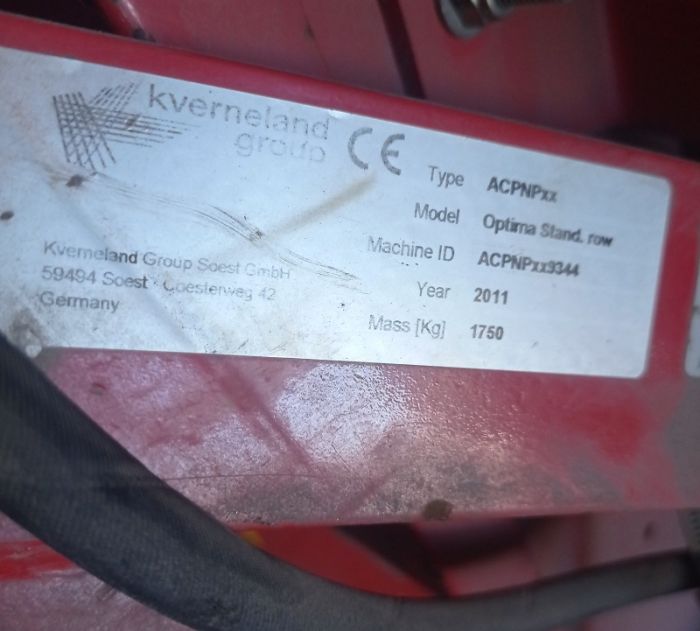 kverneland
group
CE
Type ACPNPxx
Model Optima Stand. row
Machine ID ACPNPxx9344
Year 2011
Mass [Kg] 1750
Kverneland Group Soest GmbH
59494 Soest · Coesterweg 42
Germany